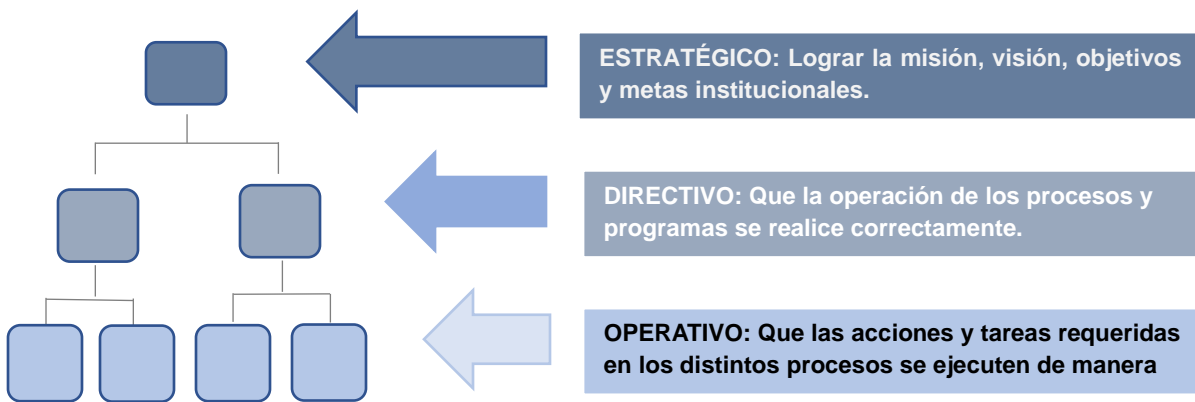 ESTRATÉGICO: Lograr la misión, visión, objetivos
y metas institucionales.
DIRECTIVO: Que la operación de los procesos y
programas se realice correctamente.
OPERATIVO: Que las acciones y tareas requeridas
en los distintos procesos se ejecuten de manera